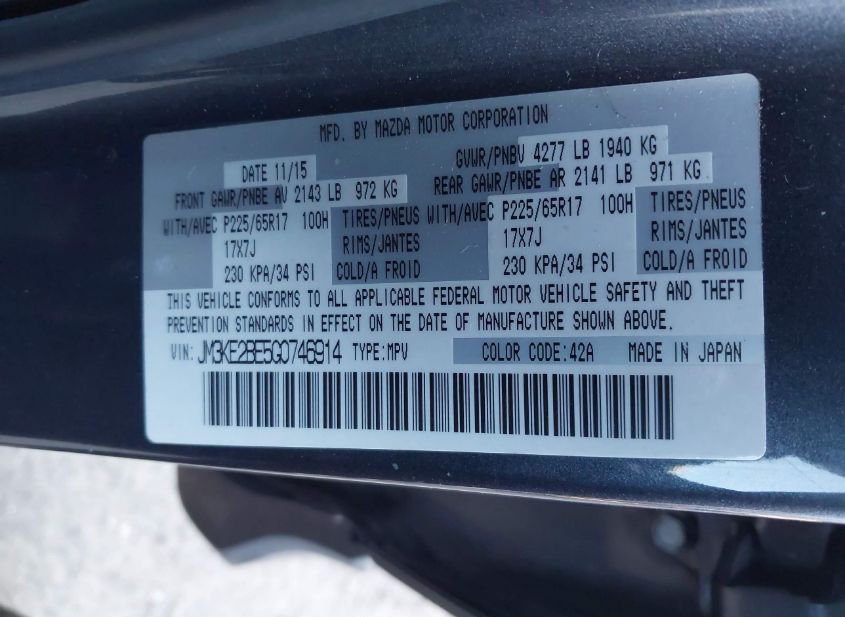 MFD. BY MAZDA MOTOR CORPORATION
DATE 11/15 GVWR/PNBV 4277 LB 1940 KG
FRONT GAWR/PNBE AV 2143 LB 972 KG REAR GAWR/PNBE AR 2141 LB 971 KG
WITH/AVEC P225/65R17 100H TIRES/PNEUS WITH/AVEC P225/65R17 100H TIRES/PNEUS
17X7J RIMS/JANTES 17X7J RIMS/JANTES
230 KPA/34 PSI COLD/A FROID 230 KPA/34 PSI COLD/A FROID
THIS VEHICLE CONFORMS TO ALL APPLICABLE FEDERAL MOTOR VEHICLE SAFETY AND THEFT
PREVENTION STANDARDS IN EFFECT ON THE DATE OF MANUFACTURE SHOWN ABOVE.
VIN: JM3KE2BE5G0746914 TYPE:MPV COLOR CODE:42A MADE IN JAPAN